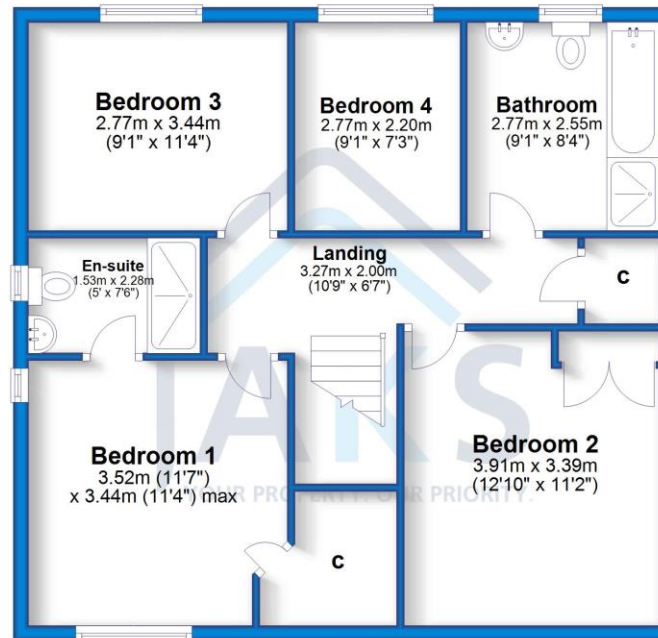 Bedroom 3
2.77m x 3.44m
(9'1" x 11'4")
Bedroom 4
2.77m x 2.20m
(9'1" x 7'3")
Bathroom
2.77m x 2.55m
(9'1" x 8'4")
En-suite
1.53m x 2.28m
(5' x 7'6")
Landing
3.27m x 2.00m
(10'9" x 6'7")
C
JAKS
YOUR PROPERTY. OUR PRIORITY.
Bedroom 1
3.52m (11'7")
x 3.44m (11'4") max
Bedroom 2
3.91m x 3.39m
(12'10" x 11'2")
C